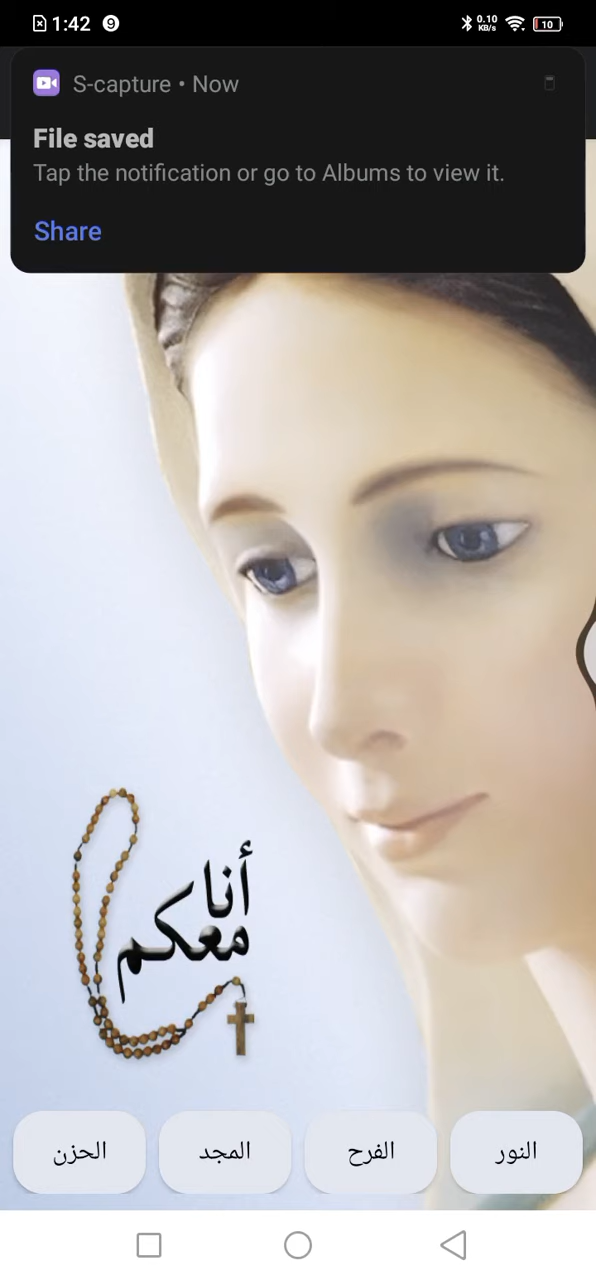 1:42 9 0.10 KB/s 10
S-capture • Now
File saved
Tap the notification or go to Albums to view it.
Share
أنا
معكم
النور
الفرح
المجد
الحزن